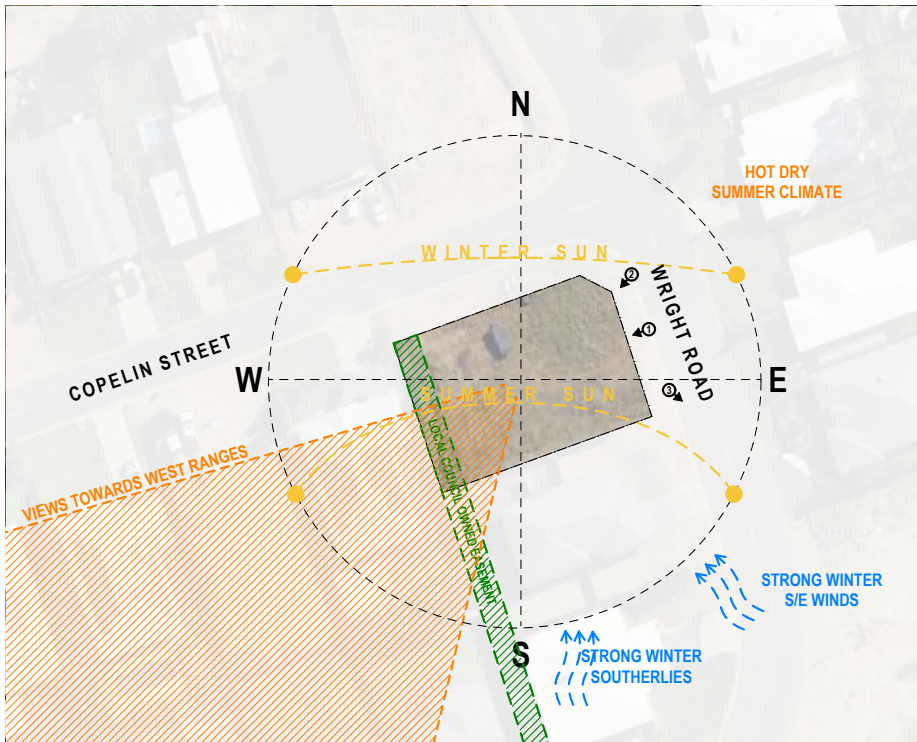 N
HOT DRY
SUMMER CLIMATE
WINTER SUN
2
WRIGHT ROAD
1
COPELIN STREET
W
E
3
SUMMER SUN
LOCAL COUNCIL OWNED EASEMENT
VIEWS TOWARDS WEST RANGES
STRONG WINTER
S/E WINDS
S
STRONG WINTER
SOUTHERLIES